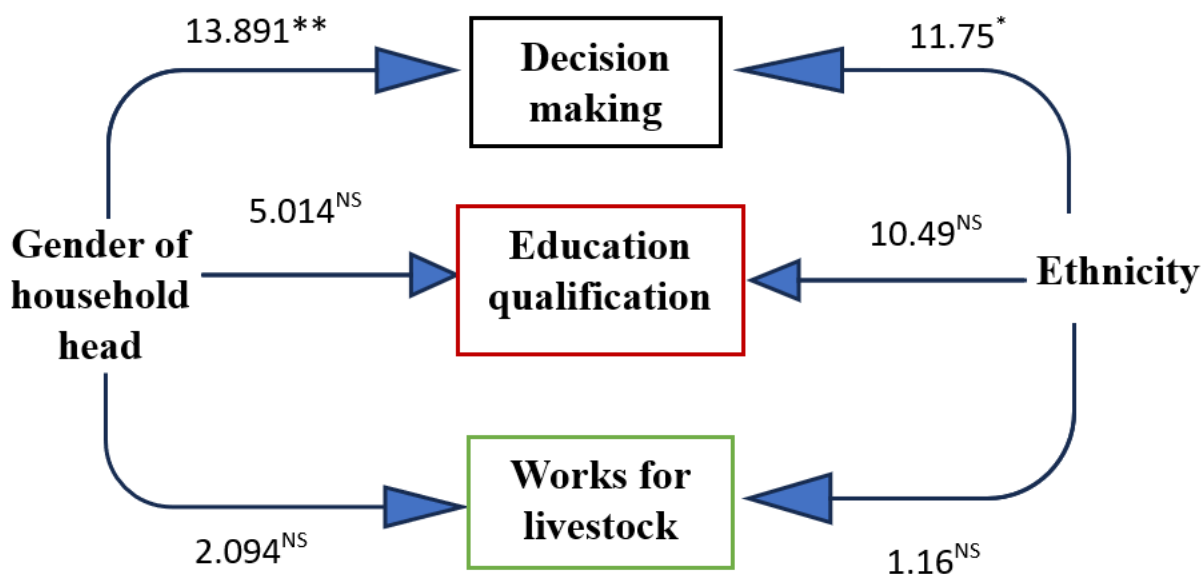 13.891**
Decision
making
11.75*
5.014NS
Gender of
household
head
Education
qualification
10.49NS
Ethnicity
Works for
livestock
2.094NS
1.16NS